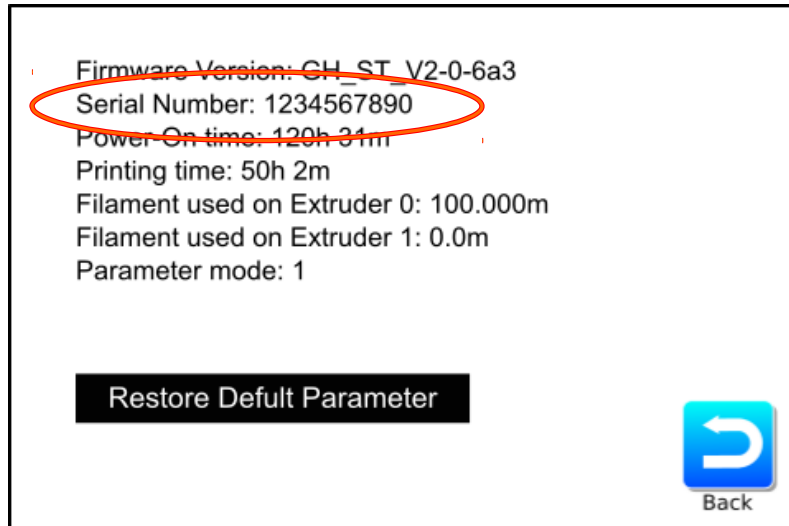 Firmware Version: GH_ST_V2-0-6a3
Serial Number: 1234567890
Power-On time: 120h 31m
Printing time: 50h 2m
Filament used on Extruder 0: 100.000m
Filament used on Extruder 1: 0.0m
Parameter mode: 1
Restore Defult Parameter
Back